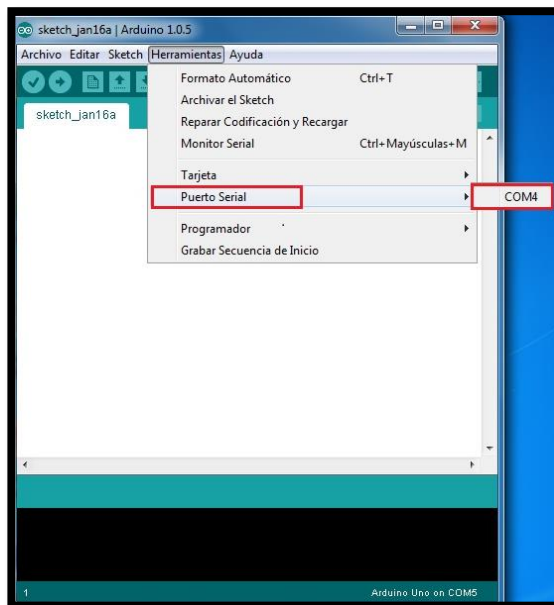 sketch_jan16a | Arduino 1.0.5
Archivo Editar Sketch Herramientas Ayuda
sketch_jan16a
Formato Automático Ctrl+T
Archivar el Sketch
Reparar Codificación y Recargar
Monitor Serial Ctrl+Mayúsculas+M
Tarjeta
Puerto Serial COM4
Programador
Grabar Secuencia de Inicio
1 Arduino Uno on COM5